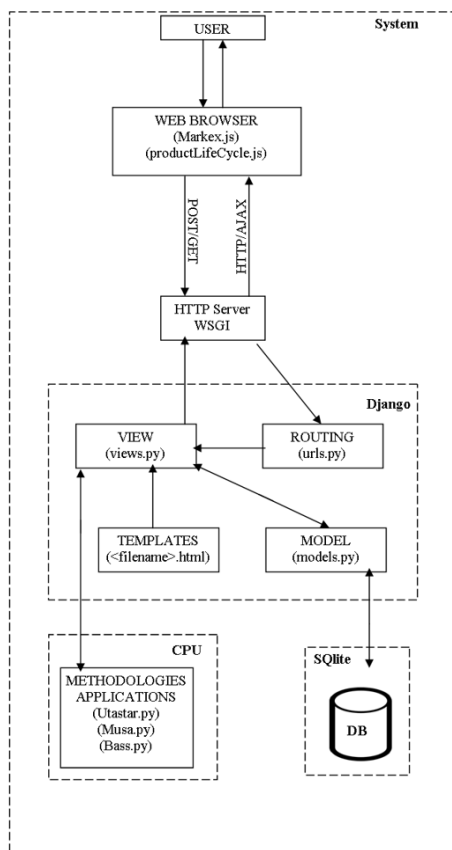 System
USER
WEB BROWSER
(Markex.js)
(productLifeCycle.js)
POST/GET
HTTP/AJAX
HTTP Server
WSGI
Django
VIEW
(views.py)
ROUTING
(urls.py)
TEMPLATES
(<filename>.html)
MODEL
(models.py)
CPU
METHODOLOGIES
APPLICATIONS
(Utastar.py)
(Musa.py)
(Bass.py)
SQlite
DB